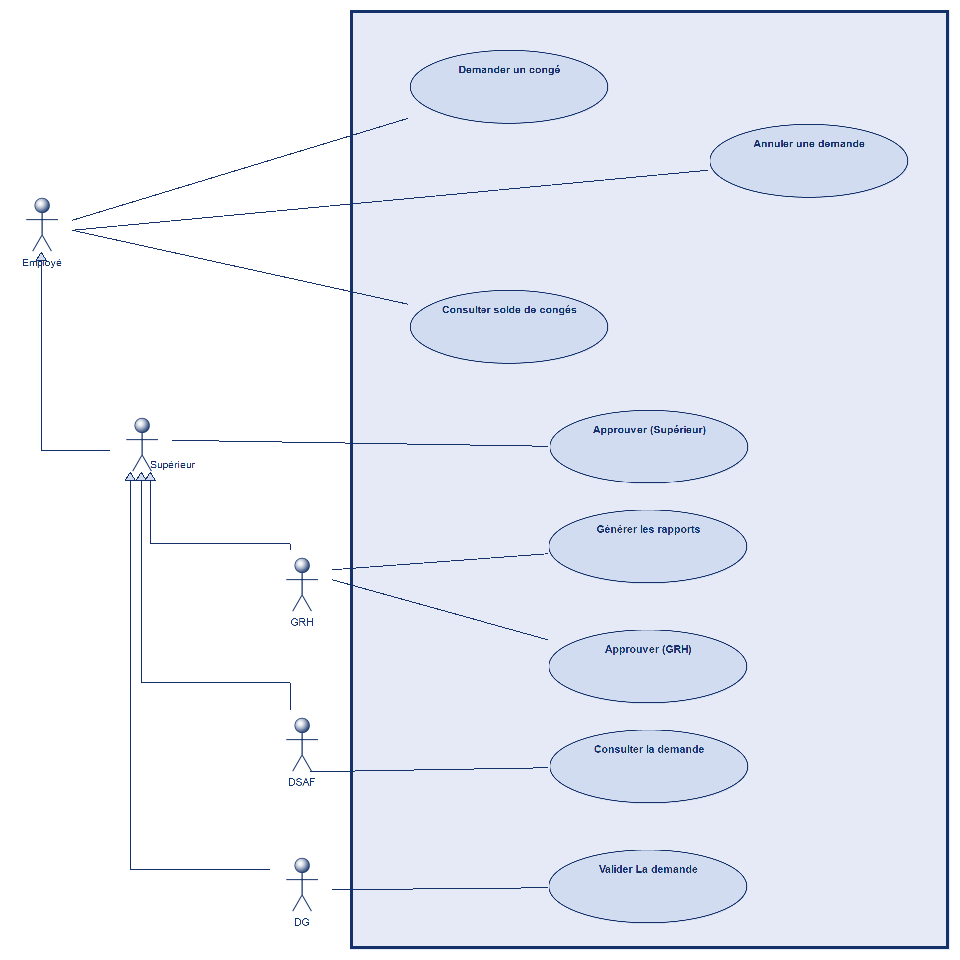 Demander un congé
Annuler une demande
Employé
Consulter solde de congés
Approuver (Supérieur)
Supérieur
Générer les rapports
GRH
Approuver (GRH)
Consulter la demande
DSAF
Valider La demande
DG